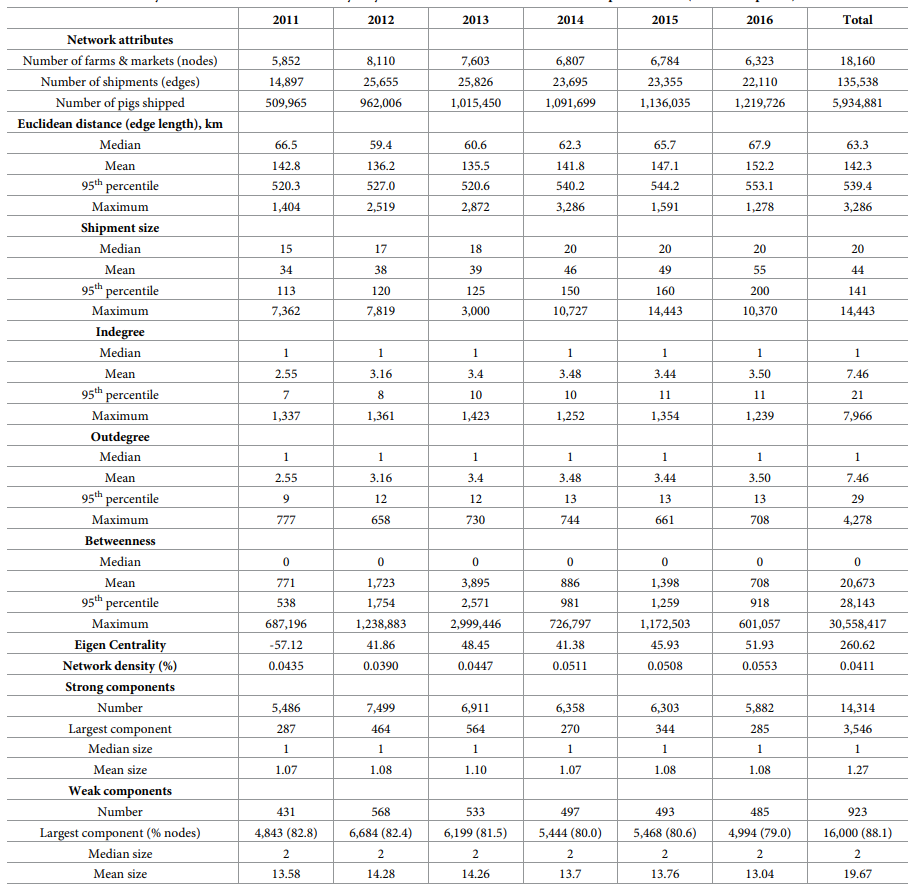 2011 2012 2013 2014 2015 2016 Total
Network attributes
Number of farms & markets (nodes) 5,852 8,110 7,603 6,807 6,784 6,323 18,160
Number of shipments (edges) 14,897 25,655 25,826 23,695 23,355 22,110 135,538
Number of pigs shipped 509,965 962,006 1,015,450 1,091,699 1,136,035 1,219,726 5,934,881
Euclidean distance (edge length), km
Median 66.5 59.4 60.6 62.3 65.7 67.9 63.3
Mean 142.8 136.2 135.5 141.8 147.1 152.2 142.3
95th percentile 520.3 527.0 520.6 540.2 544.2 553.1 539.4
Maximum 1,404 2,519 2,872 3,286 1,591 1,278 3,286
Shipment size
Median 15 17 18 20 20 20 20
Mean 34 38 39 46 49 55 44
95th percentile 113 120 125 150 160 200 141
Maximum 7,362 7,819 3,000 10,727 14,443 10,370 14,443
Indegree
Median 1 1 1 1 1 1 1
Mean 2.55 3.16 3.4 3.48 3.44 3.50 7.46
95th percentile 7 8 10 10 11 11 21
Maximum 1,337 1,361 1,423 1,252 1,354 1,239 7,966
Outdegree
Median 1 1 1 1 1 1 1
Mean 2.55 3.16 3.4 3.48 3.44 3.50 7.46
95th percentile 9 12 12 13 13 13 29
Maximum 777 658 730 744 661 708 4,278
Betweenness
Median 0 0 0 0 0 0 0
Mean 771 1,723 3,895 886 1,398 708 20,673
95th percentile 538 1,754 2,571 981 1,259 918 28,143
Maximum 687,196 1,238,883 2,999,446 726,797 1,172,503 601,057 30,558,417
Eigen Centrality -57.12 41.86 48.45 41.38 45.93 51.93 260.62
Network density (%) 0.0435 0.0390 0.0447 0.0511 0.0508 0.0553 0.0411
Strong components
Number 5,486 7,499 6,911 6,358 6,303 5,882 14,314
Largest component 287 464 564 270 344 285 3,546
Median size 1 1 1 1 1 1 1
Mean size 1.07 1.08 1.10 1.07 1.08 1.08 1.27
Weak components
Number 431 568 533 497 493 485 923
Largest component (% nodes) 4,843 (82.8) 6,684 (82.4) 6,199 (81.5) 5,444 (80.0) 5,468 (80.6) 4,994 (79.0) 16,000 (88.1)
Median size 2 2 2 2 2 2 2
Mean size 13.58 14.28 14.26 13.7 13.76 13.04 19.67